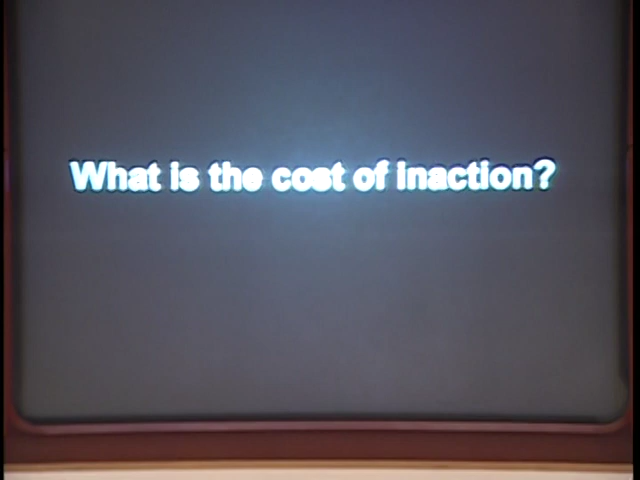 What is the cost of inaction?